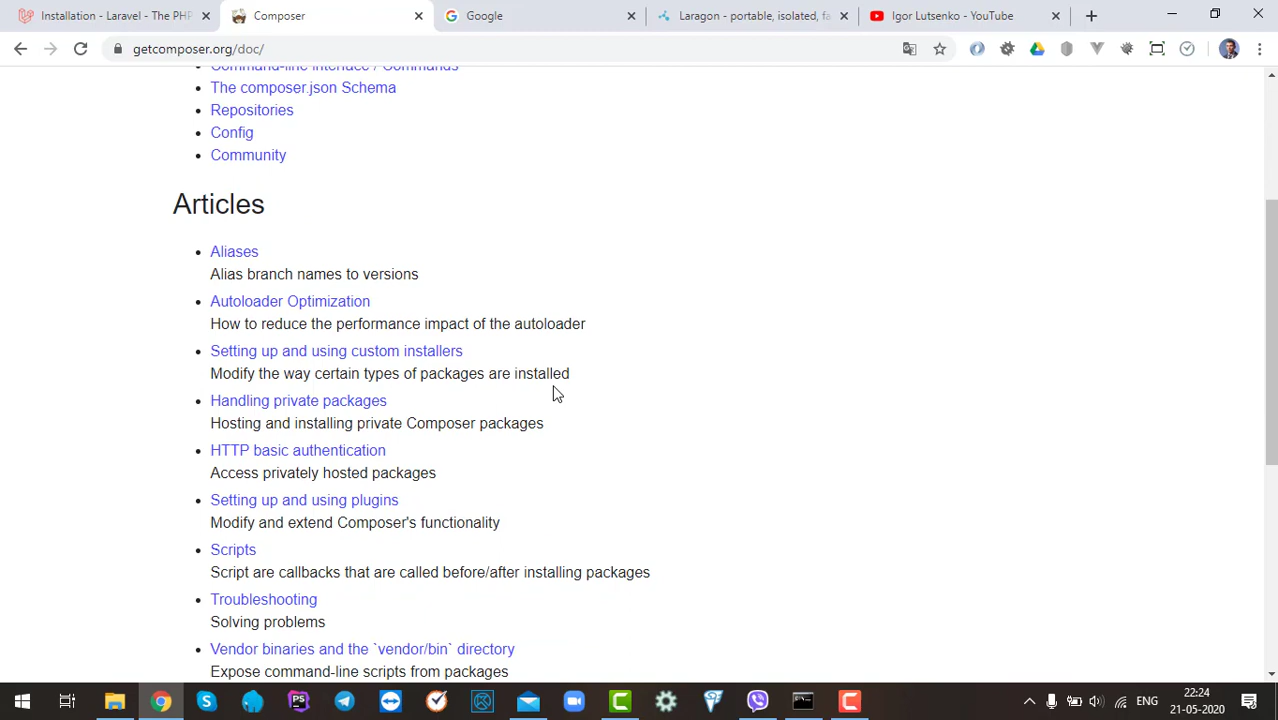 Installation - Laravel - The PHP
Composer
Google
Laragon - portable, isolated, fa
Igor Lutsenko - YouTube
getcomposer.org/doc/
Command-line interface / Commands
The composer.json Schema
Repositories
Config
Community
Articles
Aliases
Alias branch names to versions
Autoloader Optimization
How to reduce the performance impact of the autoloader
Setting up and using custom installers
Modify the way certain types of packages are installed
Handling private packages
Hosting and installing private Composer packages
HTTP basic authentication
Access privately hosted packages
Setting up and using plugins
Modify and extend Composer's functionality
Scripts
Script are callbacks that are called before/after installing packages
Troubleshooting
Solving problems
Vendor binaries and the `vendor/bin` directory
Expose command-line scripts from packages
ENG
22:24
21-05-2020